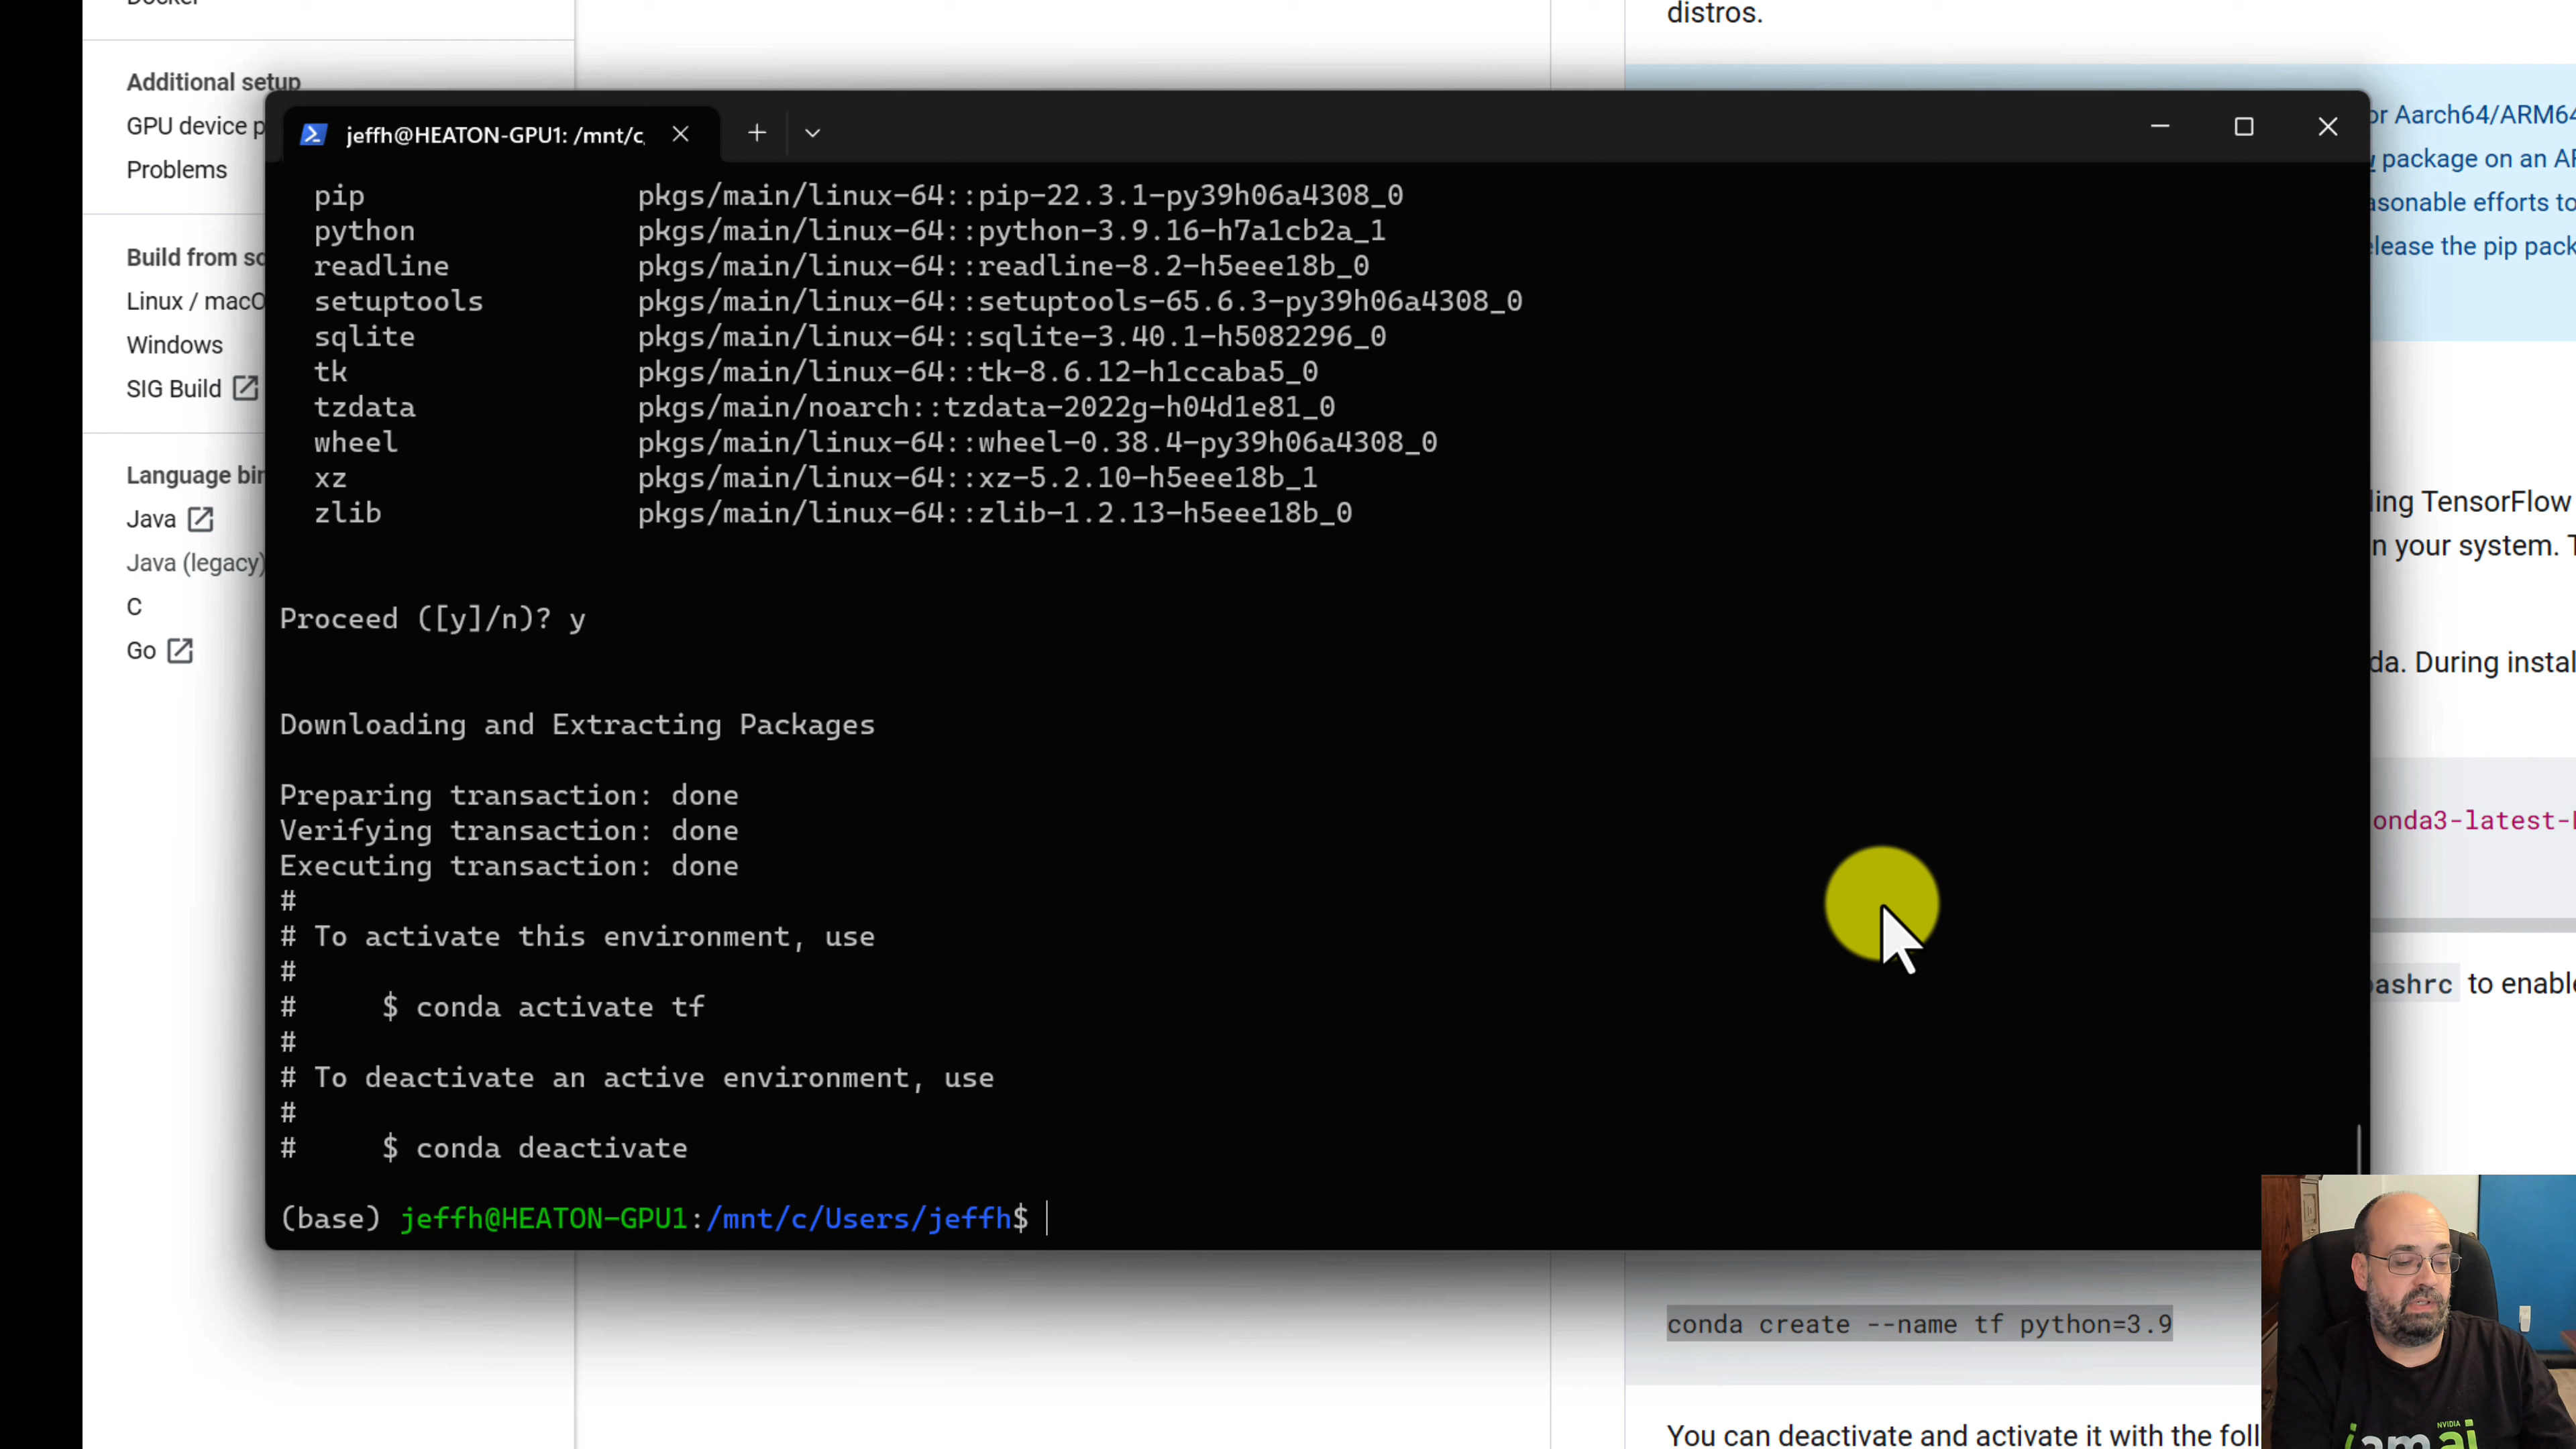 distros.
Additional setup
GPU device p
Problems
Build from so
Linux / macO
Windows
SIG Build
Language bin
Java
Java (legacy)
C
Go
jeffh@HEATON-GPU1: /mnt/c
pip pkgs/main/linux-64::pip-22.3.1-py39h06a4308_0
python pkgs/main/linux-64::python-3.9.16-h7a1cb2a_1
readline pkgs/main/linux-64::readline-8.2-h5eee18b_0
setuptools pkgs/main/linux-64::setuptools-65.6.3-py39h06a4308_0
sqlite pkgs/main/linux-64::sqlite-3.40.1-h5082296_0
tk pkgs/main/linux-64::tk-8.6.12-h1ccaba5_0
tzdata pkgs/main/noarch::tzdata-2022g-h04d1e81_0
wheel pkgs/main/linux-64::wheel-0.38.4-py39h06a4308_0
xz pkgs/main/linux-64::xz-5.2.10-h5eee18b_1
zlib pkgs/main/linux-64::zlib-1.2.13-h5eee18b_0
Proceed ([y]/n)? y
Downloading and Extracting Packages
Preparing transaction: done
Verifying transaction: done
Executing transaction: done
#
# To activate this environment, use
#
# $ conda activate tf
#
# To deactivate an active environment, use
#
# $ conda deactivate
(base) jeffh@HEATON-GPU1:/mnt/c/Users/jeffh$
or Aarch64/ARM64
package on an AR
asonable efforts to
elease the pip pack
ling TensorFlow
n your system. T
da. During instal
onda3-latest-
bashrc to enable
conda create --name tf python=3.9
You can deactivate and activate it with the foll
NVIDIA
i am ai